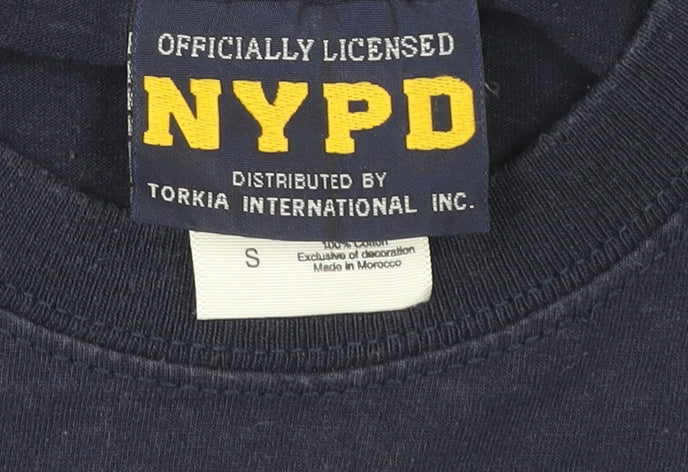 OFFICIALLY LICENSED
NYPD
DISTRIBUTED BY
TORKIA INTERNATIONAL INC.
S
100% Cotton
Exclusive of decoration
Made in Morocco